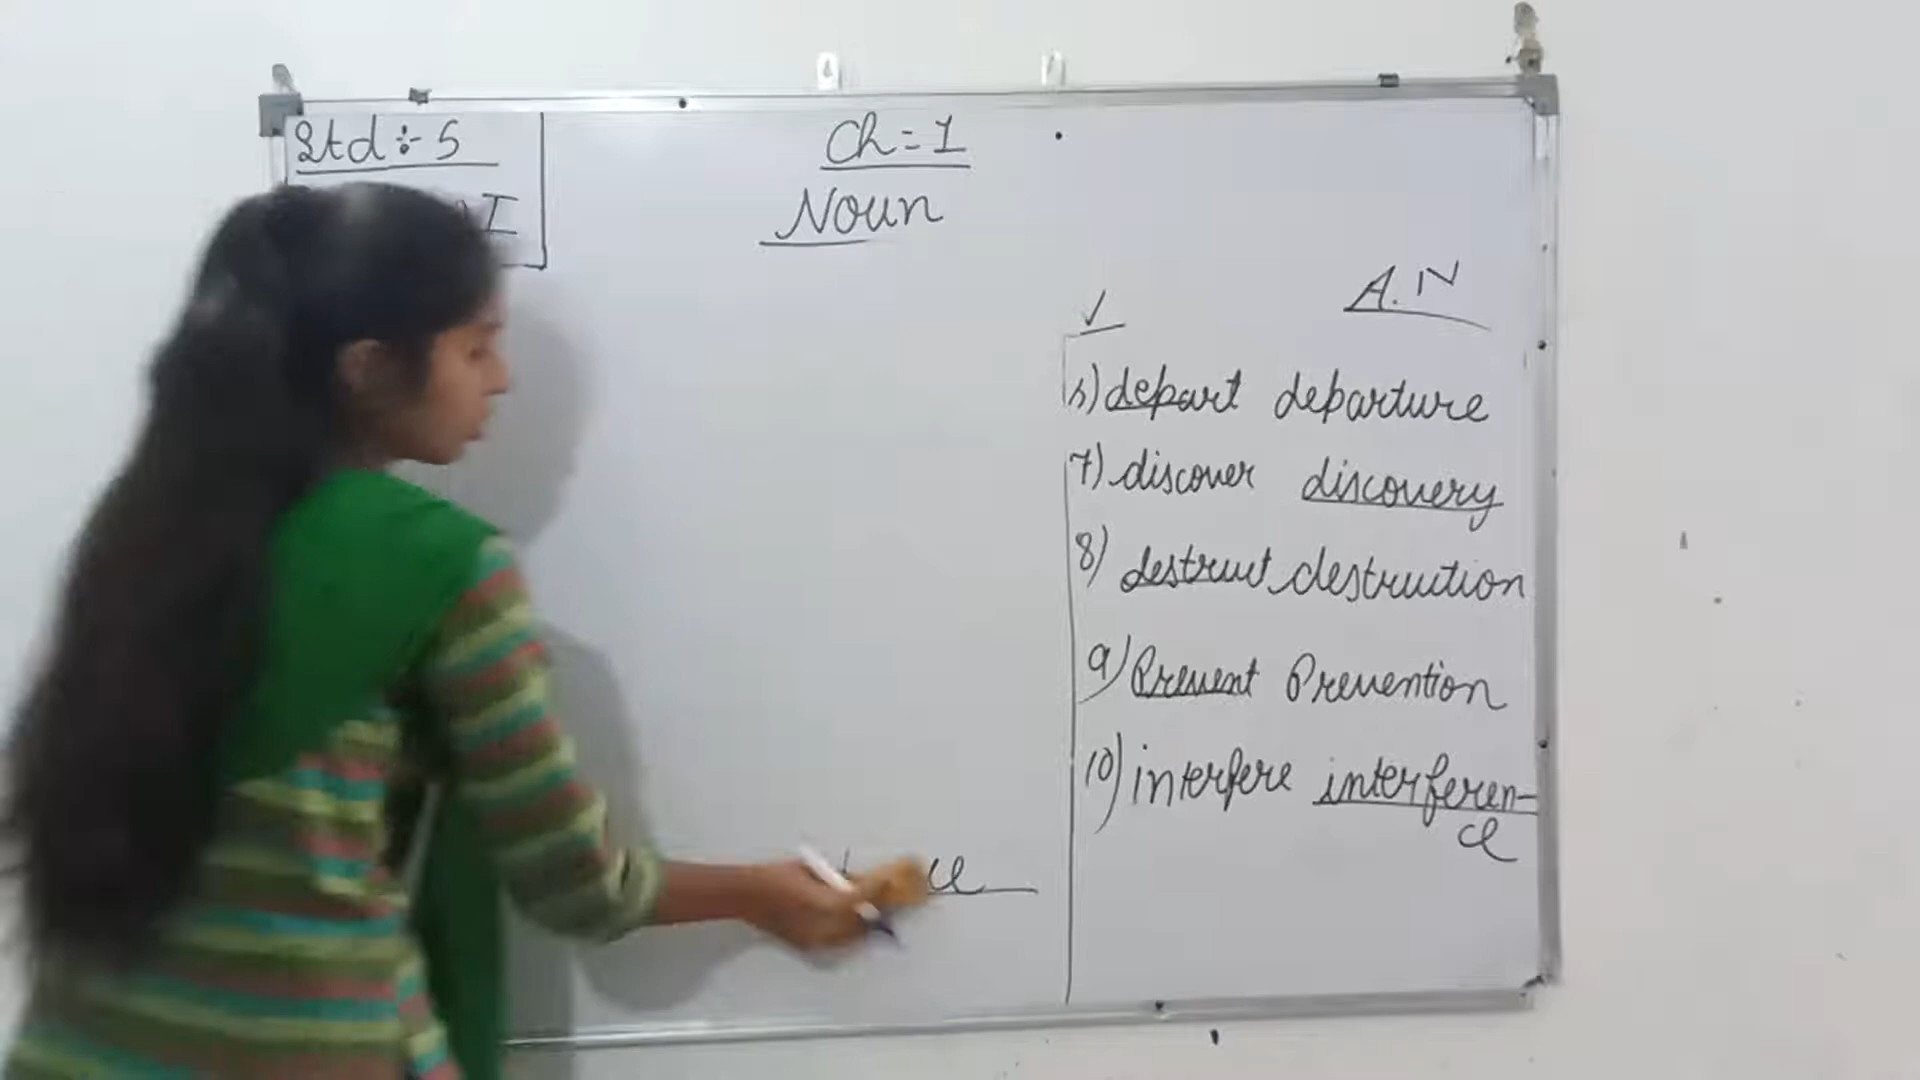 Std :- 5
I
Ch = 1
Noun
✓ A.N
6) depart departure
7) discover discovery
8) destruct destruction
9) Prevent Prevention
10) interfere interferen-
ce